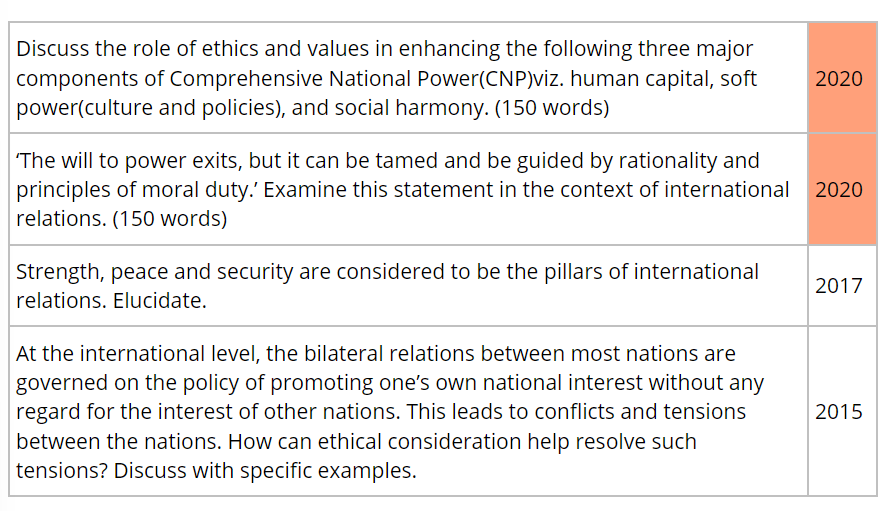 Discuss the role of ethics and values in enhancing the following three major
components of Comprehensive National Power(CNP)viz. human capital, soft
power(culture and policies), and social harmony. (150 words)
2020
‘The will to power exits, but it can be tamed and be guided by rationality and
principles of moral duty.’ Examine this statement in the context of international
relations. (150 words)
2020
Strength, peace and security are considered to be the pillars of international
relations. Elucidate.
2017
At the international level, the bilateral relations between most nations are
governed on the policy of promoting one’s own national interest without any
regard for the interest of other nations. This leads to conflicts and tensions
between the nations. How can ethical consideration help resolve such
tensions? Discuss with specific examples.
2015